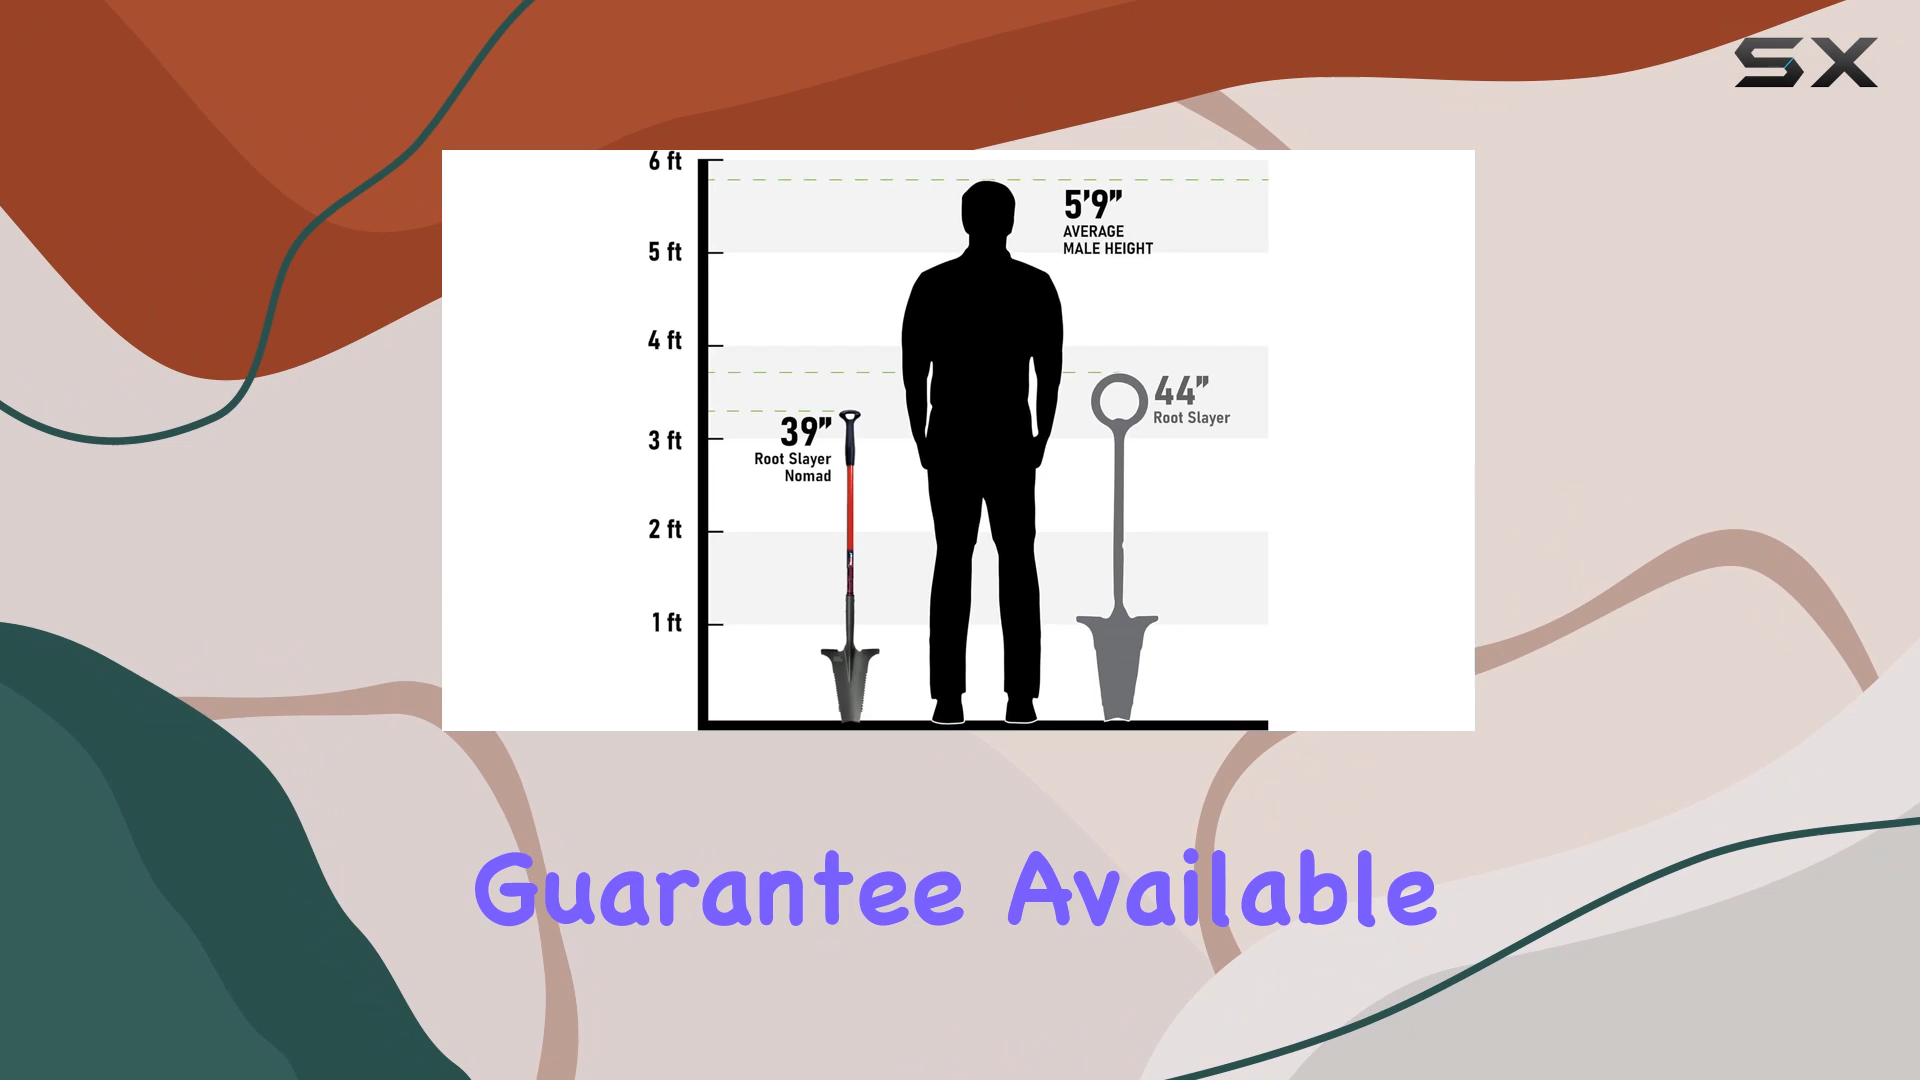 SX
6 ft
5'9"
AVERAGE
MALE HEIGHT
5 ft
4 ft
44"
Root Slayer
39"
3 ft
Root Slayer
Nomad
2 ft
1 ft
Guarantee Available